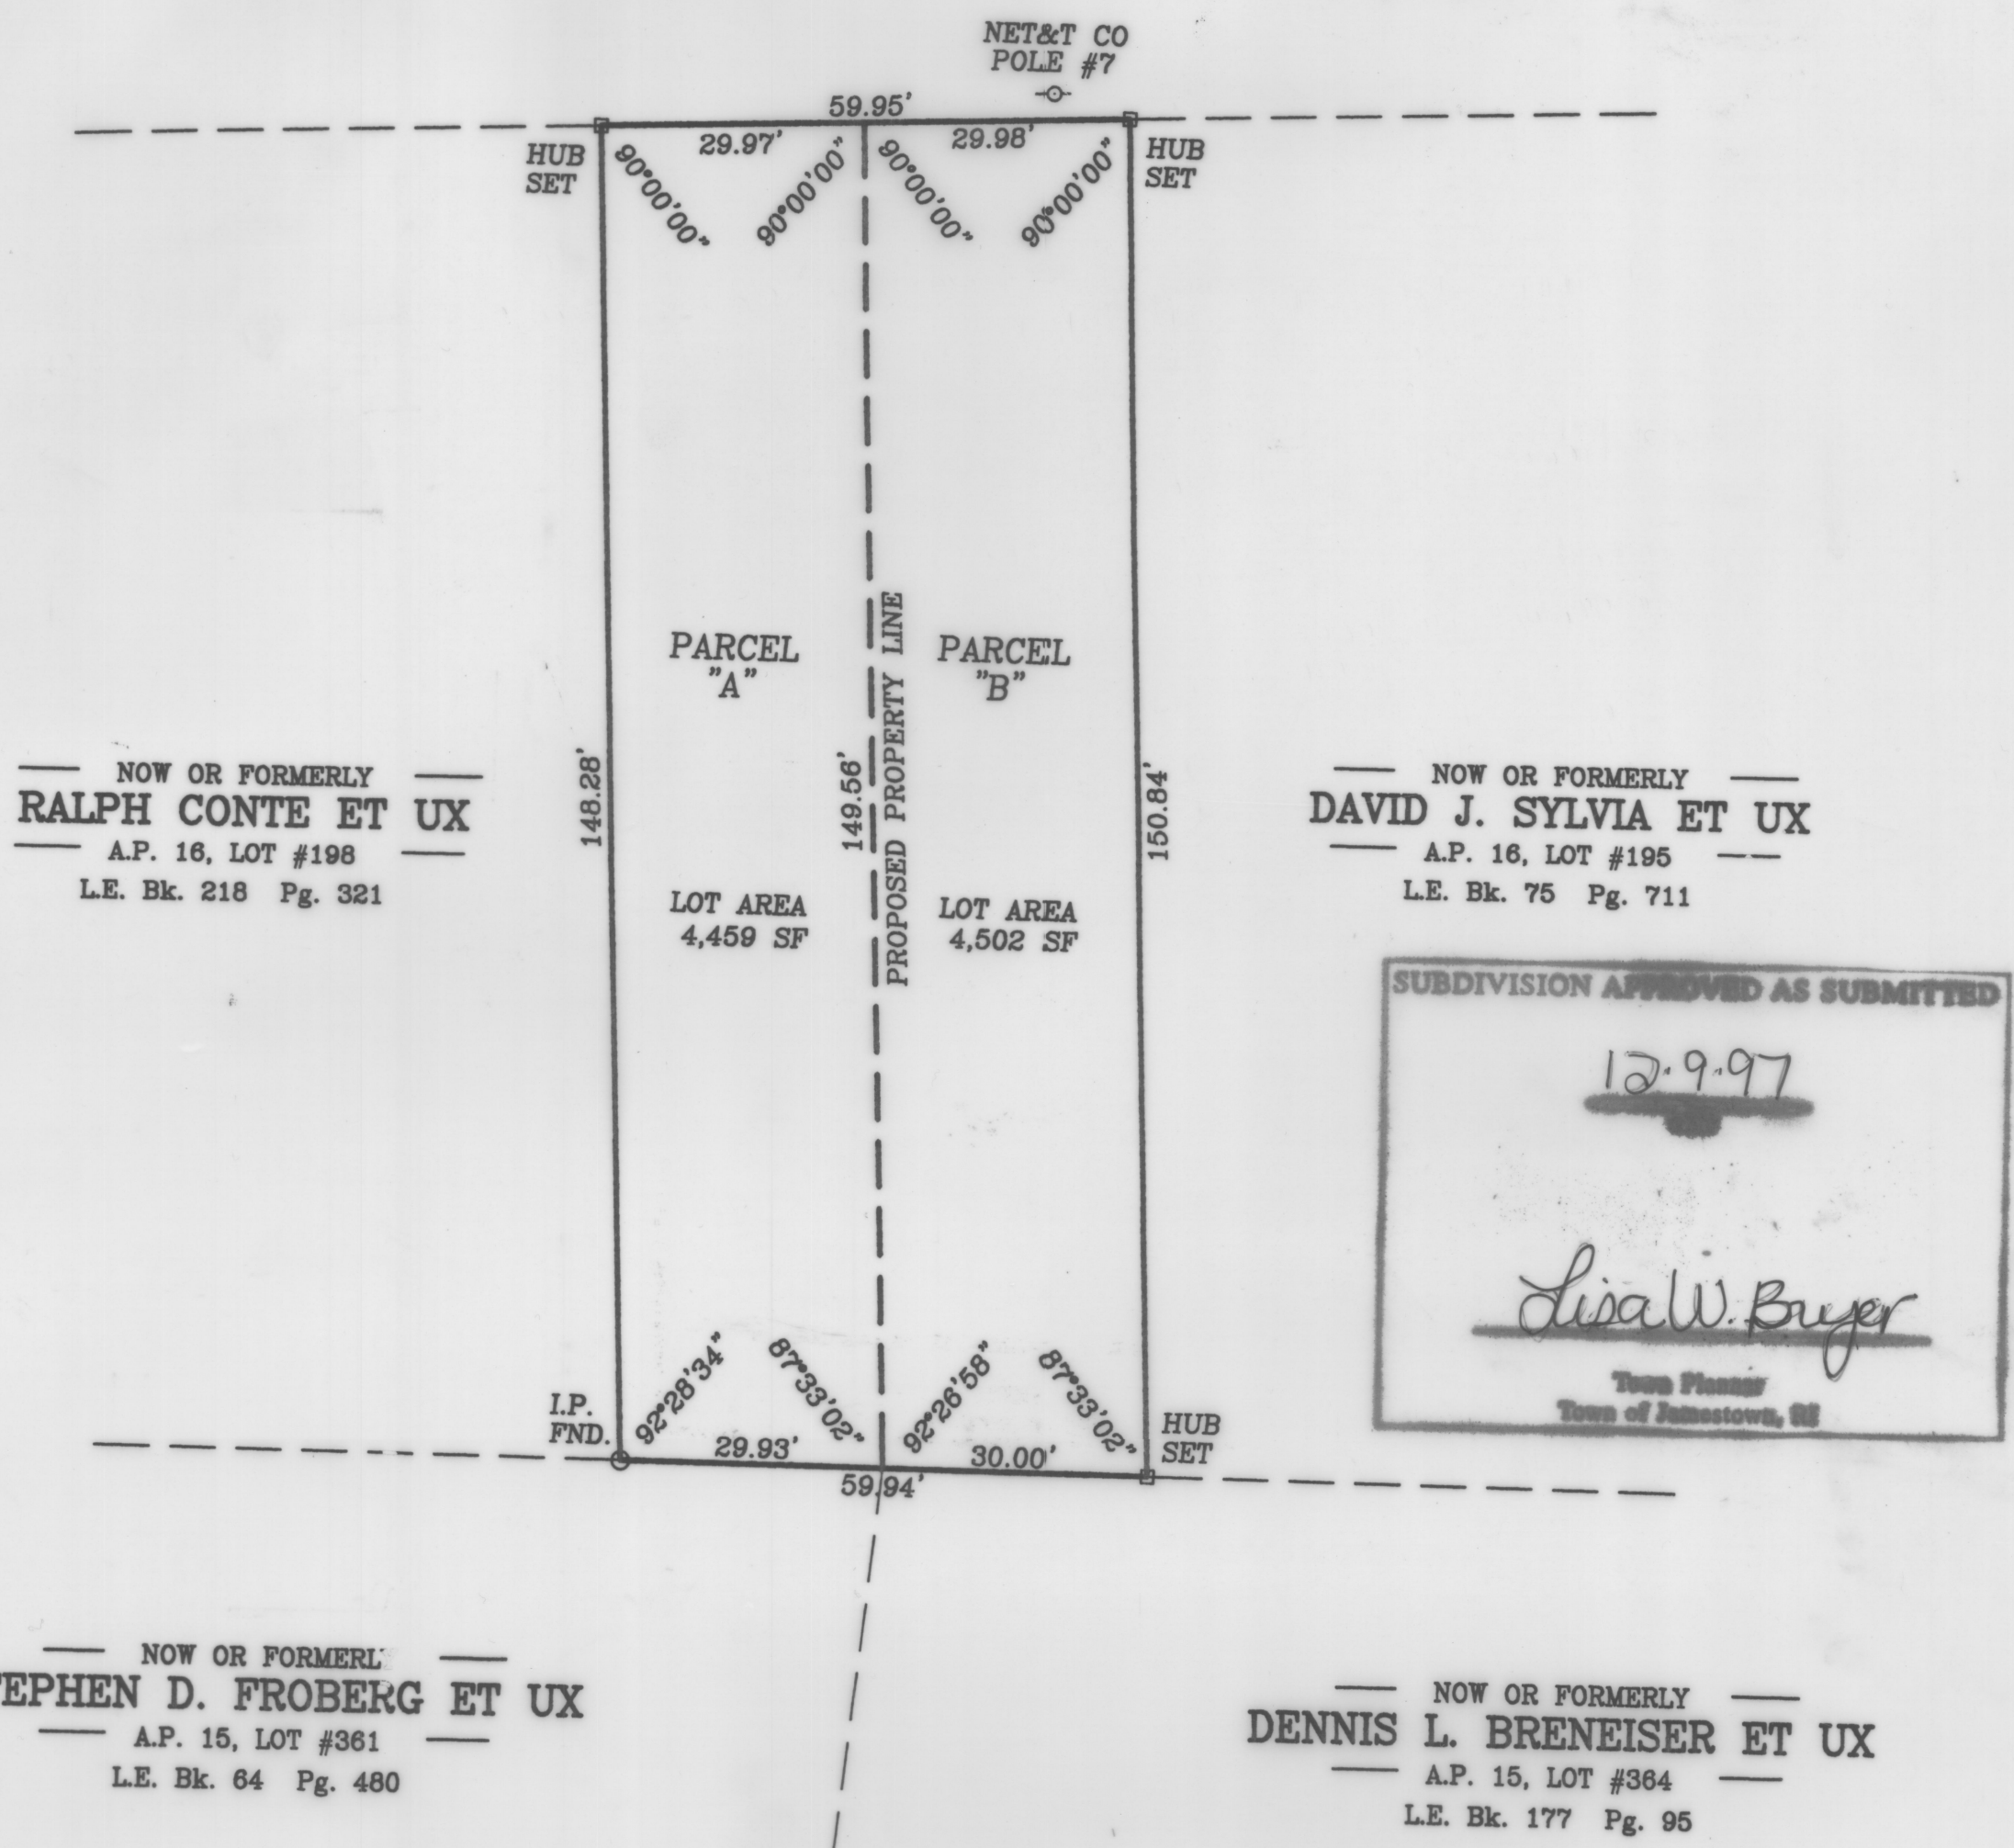 NET&T CO
POLE #7
59.95'
29.97'
29.98'
HUB
SET
90°00'00"
90°00'00"
90°00'00"
90°00'00"
HUB
SET
PARCEL
"A"
PROPOSED PROPERTY LINE
PARCEL
"B"
148.28'
149.56'
150.84'
NOW OR FORMERLY
RALPH CONTE ET UX
A.P. 16, LOT #198
L.E. Bk. 218 Pg. 321
NOW OR FORMERLY
DAVID J. SYLVIA ET UX
A.P. 16, LOT #195
L.E. Bk. 75 Pg. 711
LOT AREA
4,459 SF
LOT AREA
4,502 SF
SUBDIVISION APPROVED AS SUBMITTED
12.9.97
Lisa W. Bryer
Town Planner
Town of Jamestown, RI
I.P.
FND.
92°28'34"
87°33'02"
92°26'58"
87°33'02"
HUB
SET
29.93'
30.00'
59.94'
NOW OR FORMERL
EPHEN D. FROBERG ET UX
A.P. 15, LOT #361
L.E. Bk. 64 Pg. 480
NOW OR FORMERLY
DENNIS L. BRENEISER ET UX
A.P. 15, LOT #364
L.E. Bk. 177 Pg. 95